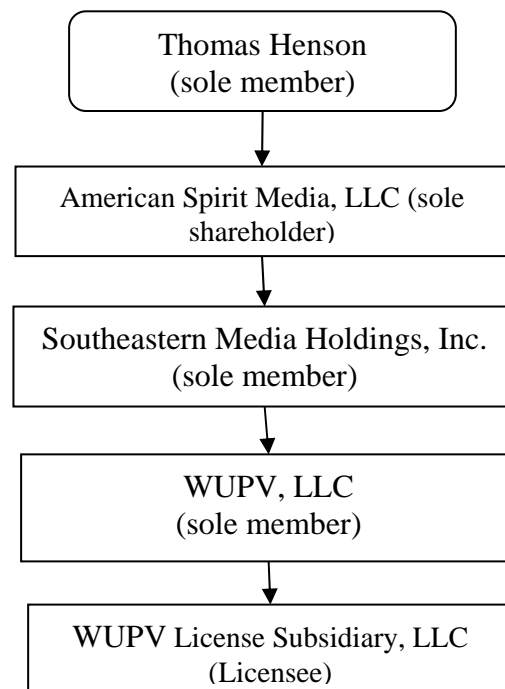 Thomas Henson
(sole member)
American Spirit Media, LLC (sole
shareholder)
Southeastern Media Holdings, Inc.
(sole member)
WUPV, LLC
(sole member)
WUPV License Subsidiary, LLC
(Licensee)